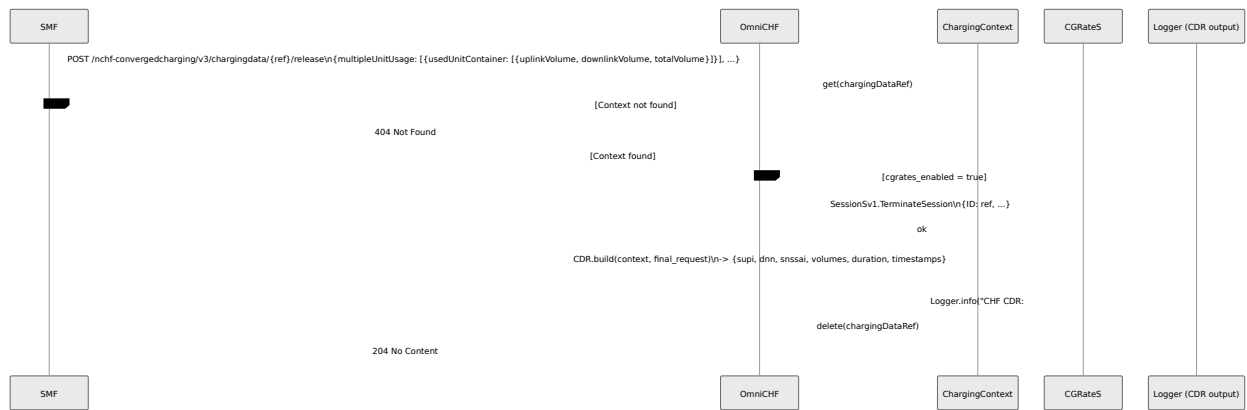 SMF
OmniCHF
ChargingContext
CGRateS
Logger (CDR output)
POST /nchf-convergedcharging/v3/chargingdata/{ref}/release\n{multipleUnitUsage: [{usedUnitContainer: [{uplinkVolume, downlinkVolume, totalVolume}]}], ...}
get(chargingDataRef)
[Context not found]
404 Not Found
[Context found]
[cgrates_enabled = true]
SessionSv1.TerminateSession\n{ID: ref, ...}
ok
CDR.build(context, final_request)\n-> {supi, dnn, snssai, volumes, duration, timestamps}
Logger.info("CHF CDR:
delete(chargingDataRef)
204 No Content
SMF
OmniCHF
ChargingContext
CGRateS
Logger (CDR output)